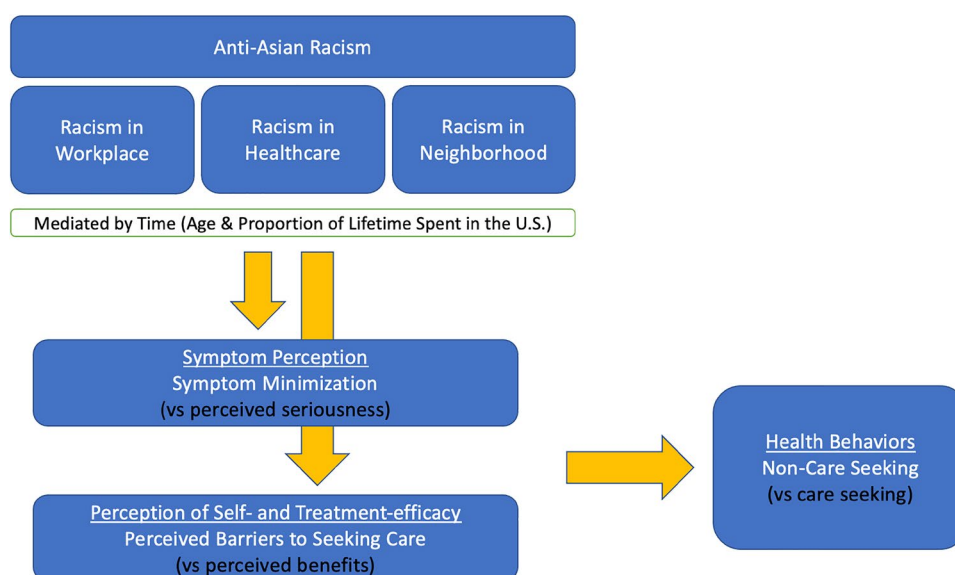 Anti-Asian Racism
Racism in
Workplace
Racism in
Healthcare
Racism in
Neighborhood
Mediated by Time (Age & Proportion of Lifetime Spent in the U.S.)
Symptom Perception
Symptom Minimization
(vs perceived seriousness)
Perception of Self- and Treatment-efficacy
Perceived Barriers to Seeking Care
(vs perceived benefits)
Health Behaviors
Non-Care Seeking
(vs care seeking)